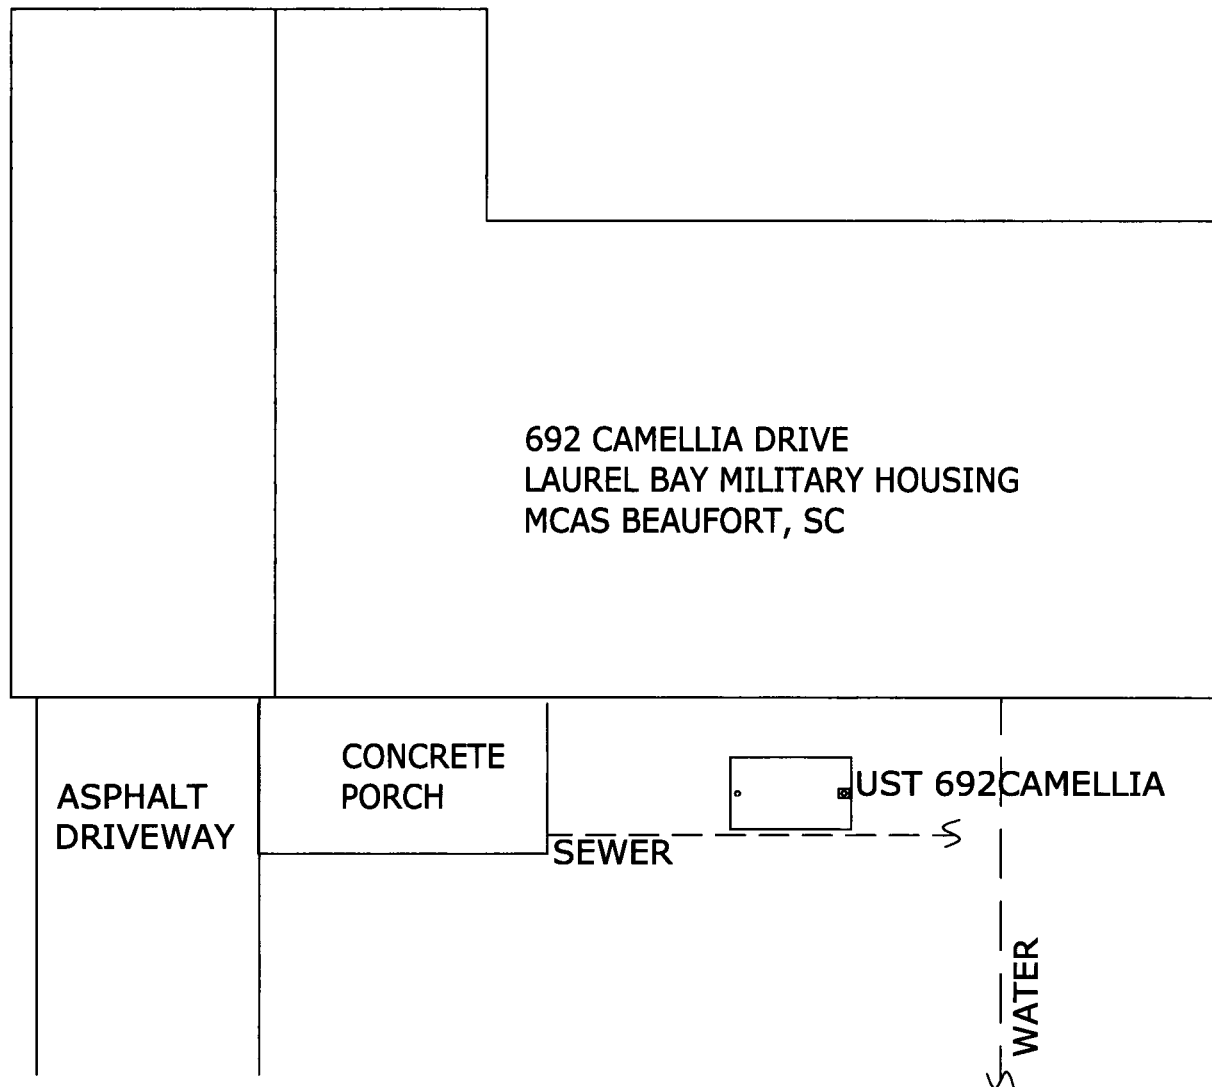 692 CAMELLIA DRIVE
LAUREL BAY MILITARY HOUSING
MCAS BEAUFORT, SC
CONCRETE
PORCH
ASPHALT
DRIVEWAY
UST 692CAMELLIA
SEWER
WATER